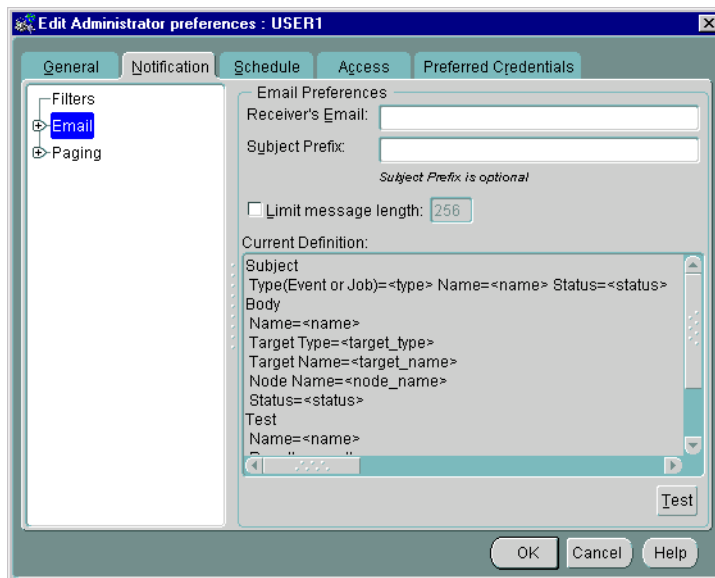 Edit Administrator preferences : USER1
General Notification Schedule Access Preferred Credentials
Filters
Email
Paging
Email Preferences
Receiver's Email:
Subject Prefix:
Subject Prefix is optional
Limit message length: 256
Current Definition:
Subject
Type(Event or Job)=<type> Name=<name> Status=<status>
Body
Name=<name>
Target Type=<target_type>
Target Name=<target_name>
Node Name=<node_name>
Status=<status>
Test
Name=<name>
Test
OK Cancel Help